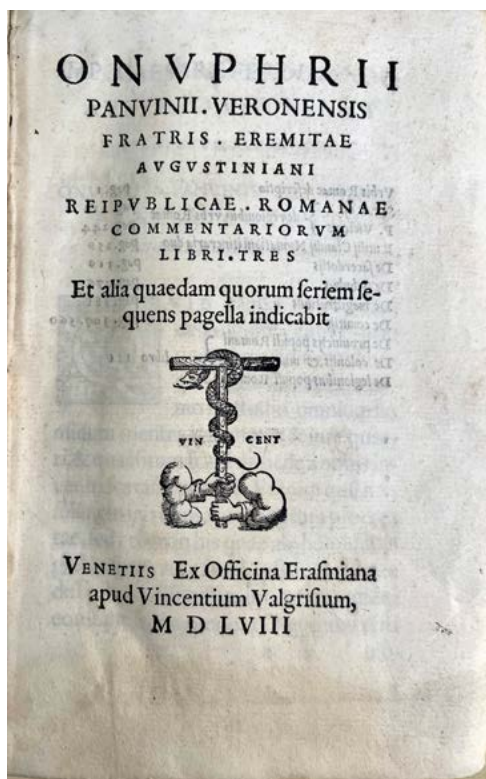 ONVPHRII
PANVINII. VERONENSIS
FRATRIS. EREMITAE
AVGVSTINIANI
REIPVBLICAE. ROMANAE
COMMENTARIORVM
LIBRI. TRES
Et alia quaedam quorum ſeriem ſe-
quens pagella indicabit
VIN CENT
VENETIIS Ex Officina Eraſmiana
apud Vincentium Valgriſium,
M D LVIII